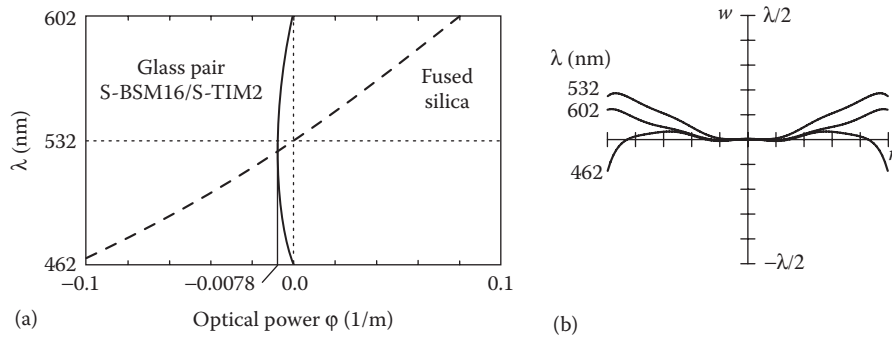 602
Glass pair
S-BSM16/S-TIM2
Fused
silica
λ (nm)
532
462
−0.1
−0.0078
0.0
0.1
Optical power φ (1/m)
(a)
w
λ/2
λ (nm)
532
602
462
−λ/2
(b)